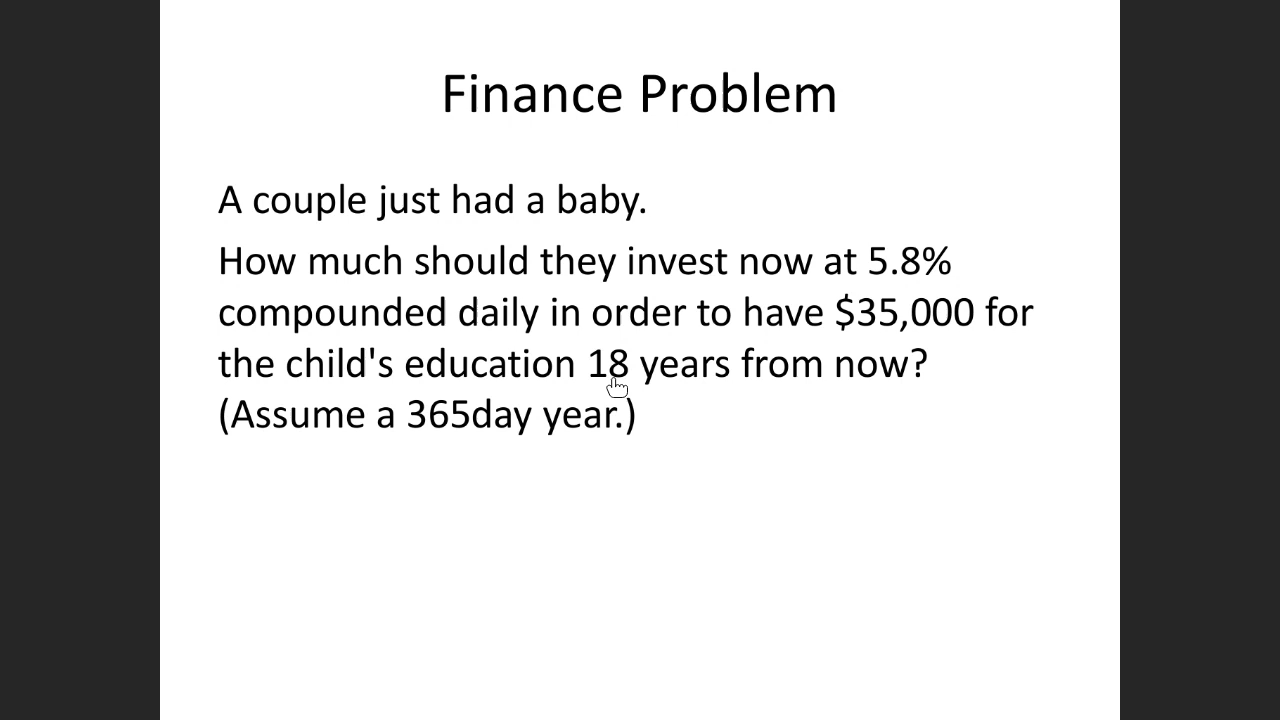 Finance Problem
A couple just had a baby.
How much should they invest now at 5.8%
compounded daily in order to have $35,000 for
the child's education 18 years from now?
(Assume a 365day year.)